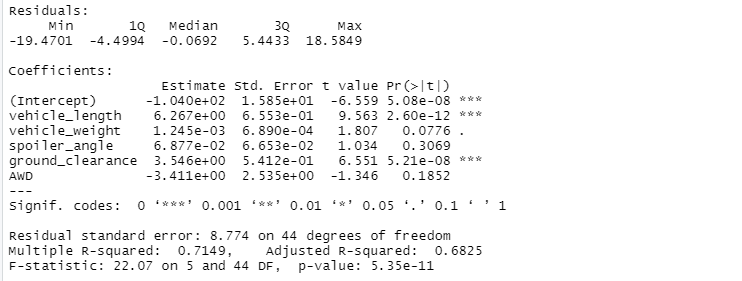 Residuals:
     Min       1Q   Median       3Q      Max
-19.4701  -4.4994  -0.0692   5.4433  18.5849
Coefficients:
                   Estimate Std. Error t value Pr(>|t|)
(Intercept)      -1.040e+02  1.585e+01  -6.559 5.08e-08 ***
vehicle_length    6.267e+00  6.553e-01   9.563 2.60e-12 ***
vehicle_weight    1.245e-03  6.890e-04   1.807   0.0776 .
spoiler_angle     6.877e-02  6.653e-02   1.034   0.3069
ground_clearance  3.546e+00  5.412e-01   6.551 5.21e-08 ***
AWD              -3.411e+00  2.535e+00  -1.346   0.1852
---
Signif. codes:  0 ‘***’ 0.001 ‘**’ 0.01 ‘*’ 0.05 ‘.’ 0.1 ‘ ’ 1
Residual standard error: 8.774 on 44 degrees of freedom
Multiple R-squared:  0.7149,    Adjusted R-squared:  0.6825
F-statistic: 22.07 on 5 and 44 DF,  p-value: 5.35e-11